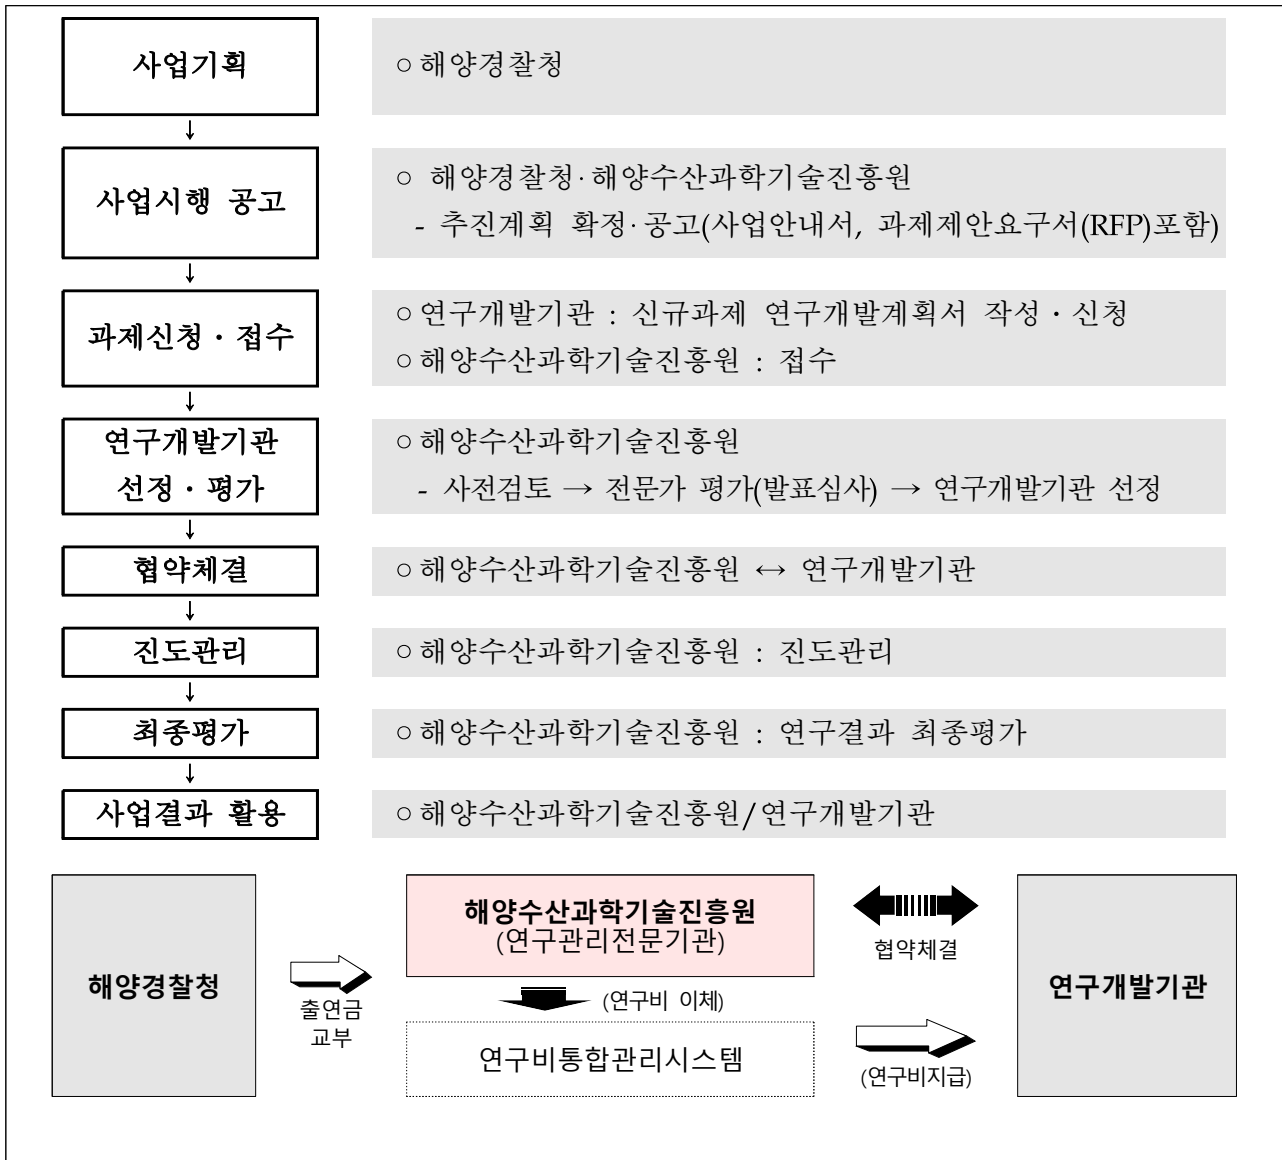 사업기획
○ 해양경찰청
↓
사업시행 공고
○ 해양경찰청·해양수산과학기술진흥원
- 추진계획 확정·공고(사업안내서, 과제제안요구서(RFP)포함)
↓
과제신청·접수
○ 연구개발기관 : 신규과제 연구개발계획서 작성·신청
○ 해양수산과학기술진흥원 : 접수
↓
연구개발기관
선정·평가
○ 해양수산과학기술진흥원
- 사전검토 → 전문가 평가(발표심사) → 연구개발기관 선정
↓
협약체결
○ 해양수산과학기술진흥원 ↔ 연구개발기관
↓
진도관리
○ 해양수산과학기술진흥원 : 진도관리
↓
최종평가
○ 해양수산과학기술진흥원 : 연구결과 최종평가
↓
사업결과 활용
○ 해양수산과학기술진흥원/연구개발기관
해양경찰청
출연금
교부
해양수산과학기술진흥원
(연구관리전문기관)
(연구비 이체)
연구비통합관리시스템
협약체결
(연구비지급)
연구개발기관